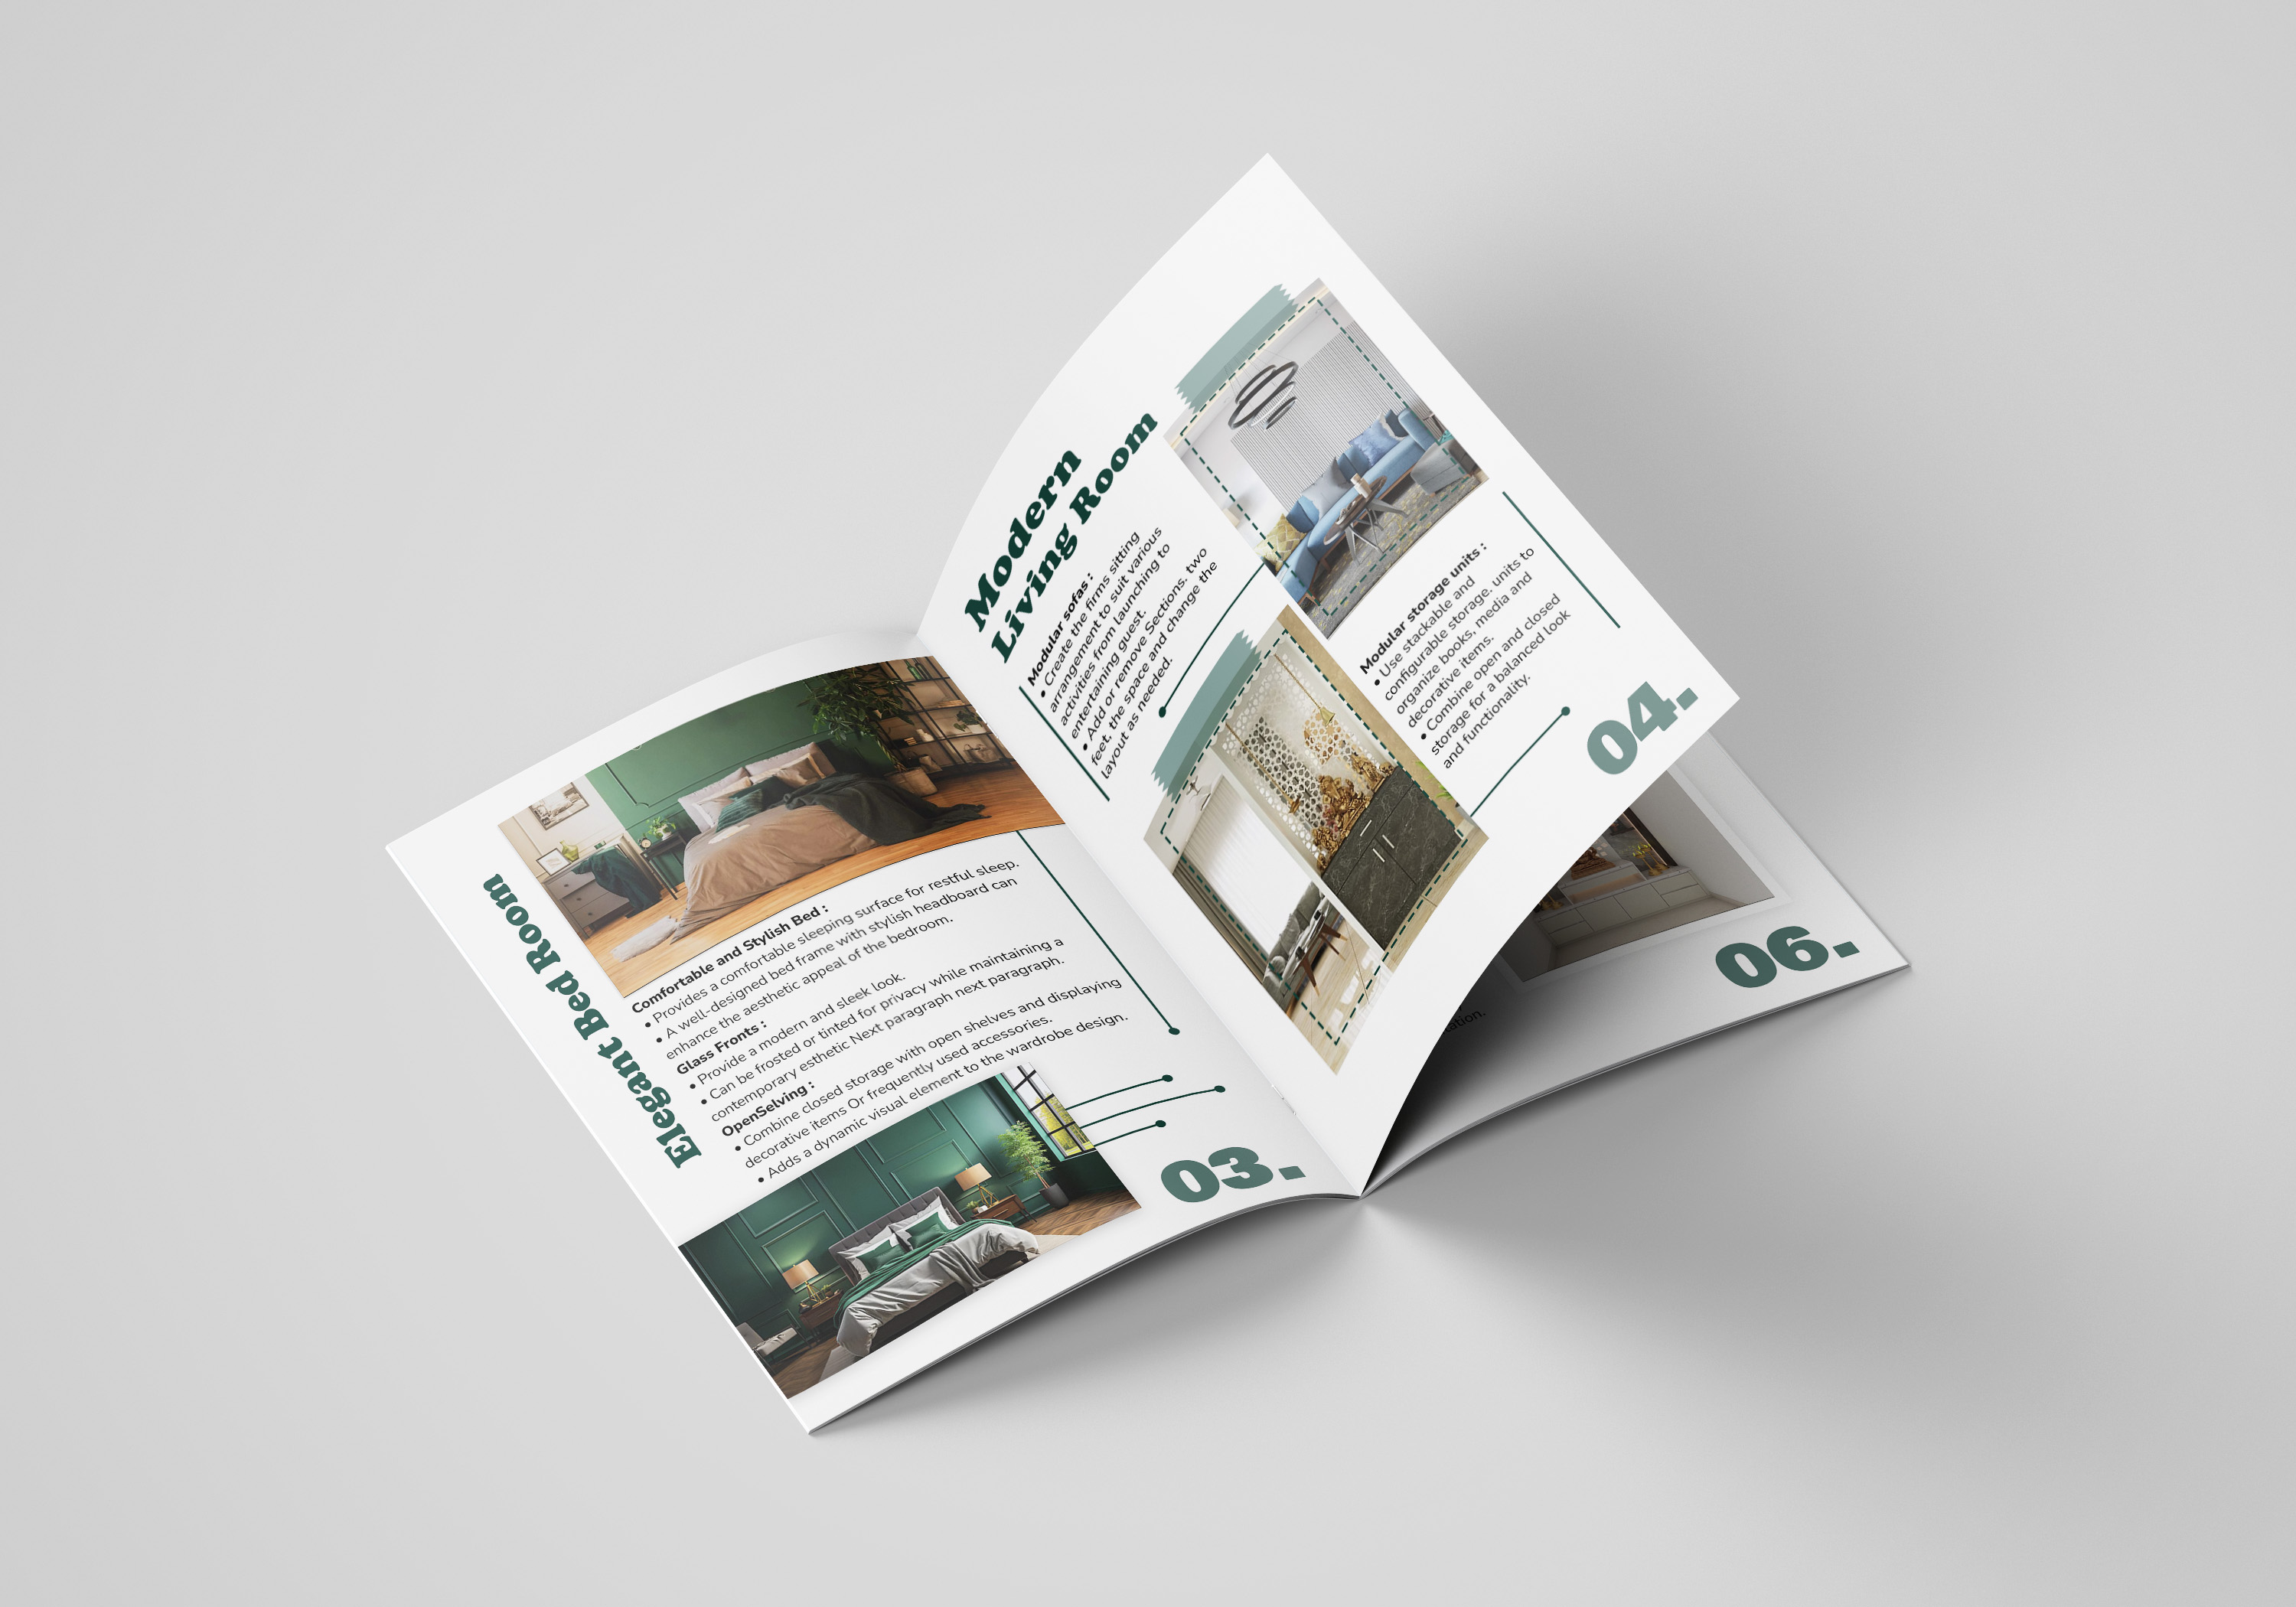 Elegant Bed Room
Comfortable and Stylish Bed :
• Provides a comfortable sleeping surface for restful sleep.
• A well-designed bed frame with stylish headboard can
enhance the aesthetic appeal of the bedroom.
Glass Fronts :
• Provide a modern and sleek look.
• Can be frosted or tinted for privacy while maintaining a
contemporary esthetic Next paragraph next paragraph.
OpenSelving :
• Combine closed storage with open shelves and displaying
decorative items Or frequently used accessories.
• Adds a dynamic visual element to the wardrobe design.
03.
Modern
Living Room
Modular sofas :
• Create the firms sitting
arrangement to suit various
activities from launching to
entertaining guest.
• Add or remove Sections. two
feet. the space and change the
layout as needed.
Modular storage units :
• Use stackable and
configurable storage. units to
organize books, media and
decorative items.
• Combine open and closed
storage for a balanced look
and functionality.
04.
06.